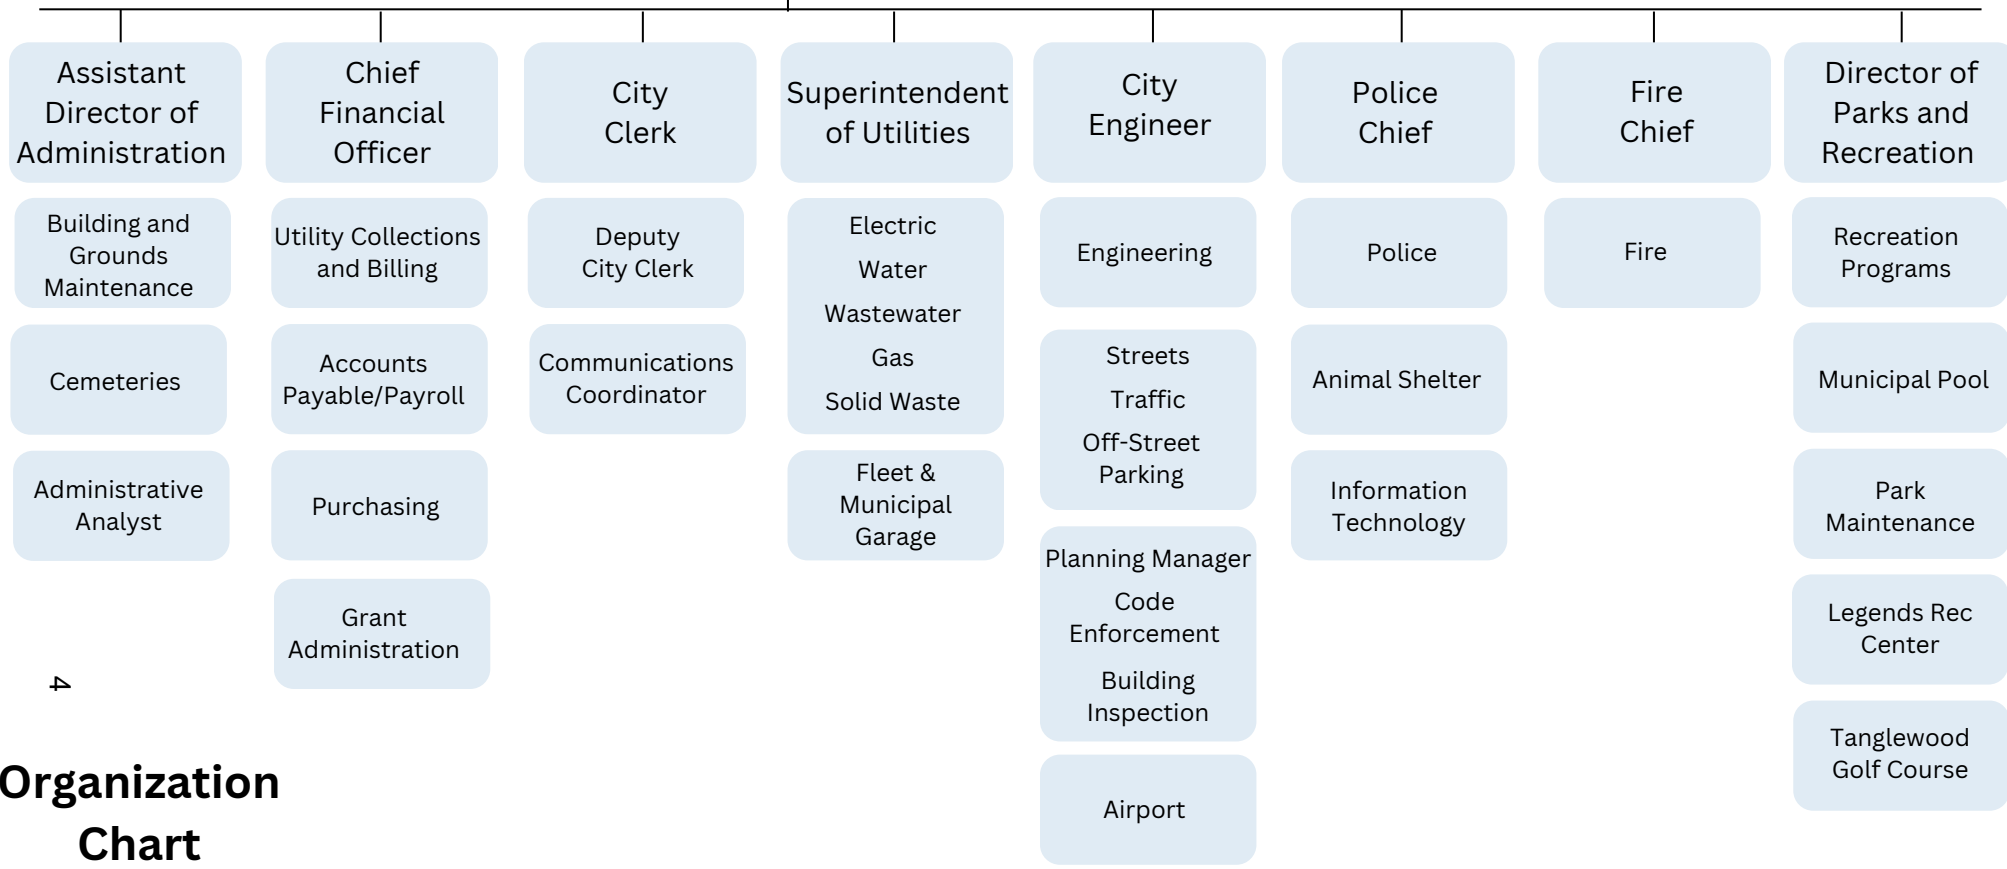 Assistant
Director of
Administration
Chief
Financial
Officer
City
Clerk
Superintendent
of Utilities
City
Engineer
Police
Chief
Fire
Chief
Director of
Parks and
Recreation
Building and
Grounds
Maintenance
Cemeteries
Administrative
Analyst
Utility Collections
and Billing
Accounts
Payable/Payroll
Purchasing
Grant
Administration
Deputy
City Clerk
Communications
Coordinator
Electric
Water
Wastewater
Gas
Solid Waste
Fleet &
Municipal
Garage
Engineering
Streets
Traffic
Off-Street
Parking
Planning Manager
Code
Enforcement
Building
Inspection
Airport
Police
Animal Shelter
Information
Technology
Fire
Recreation
Programs
Municipal Pool
Park
Maintenance
Legends Rec
Center
Tanglewood
Golf Course
4
Organization
Chart